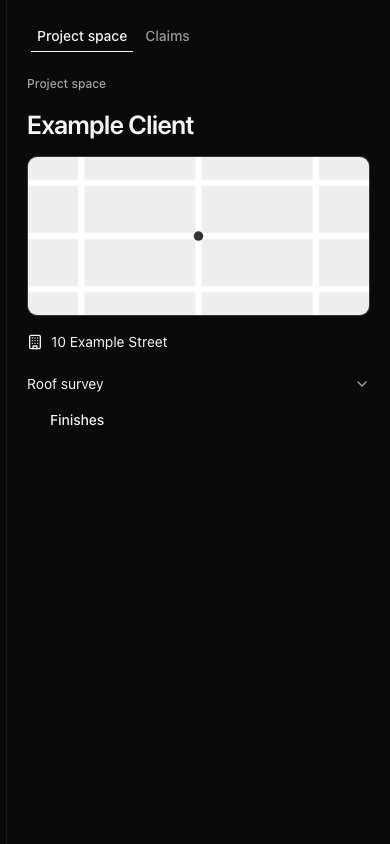 Project space
Claims
Project space
Example Client
10 Example Street
Roof survey
Finishes